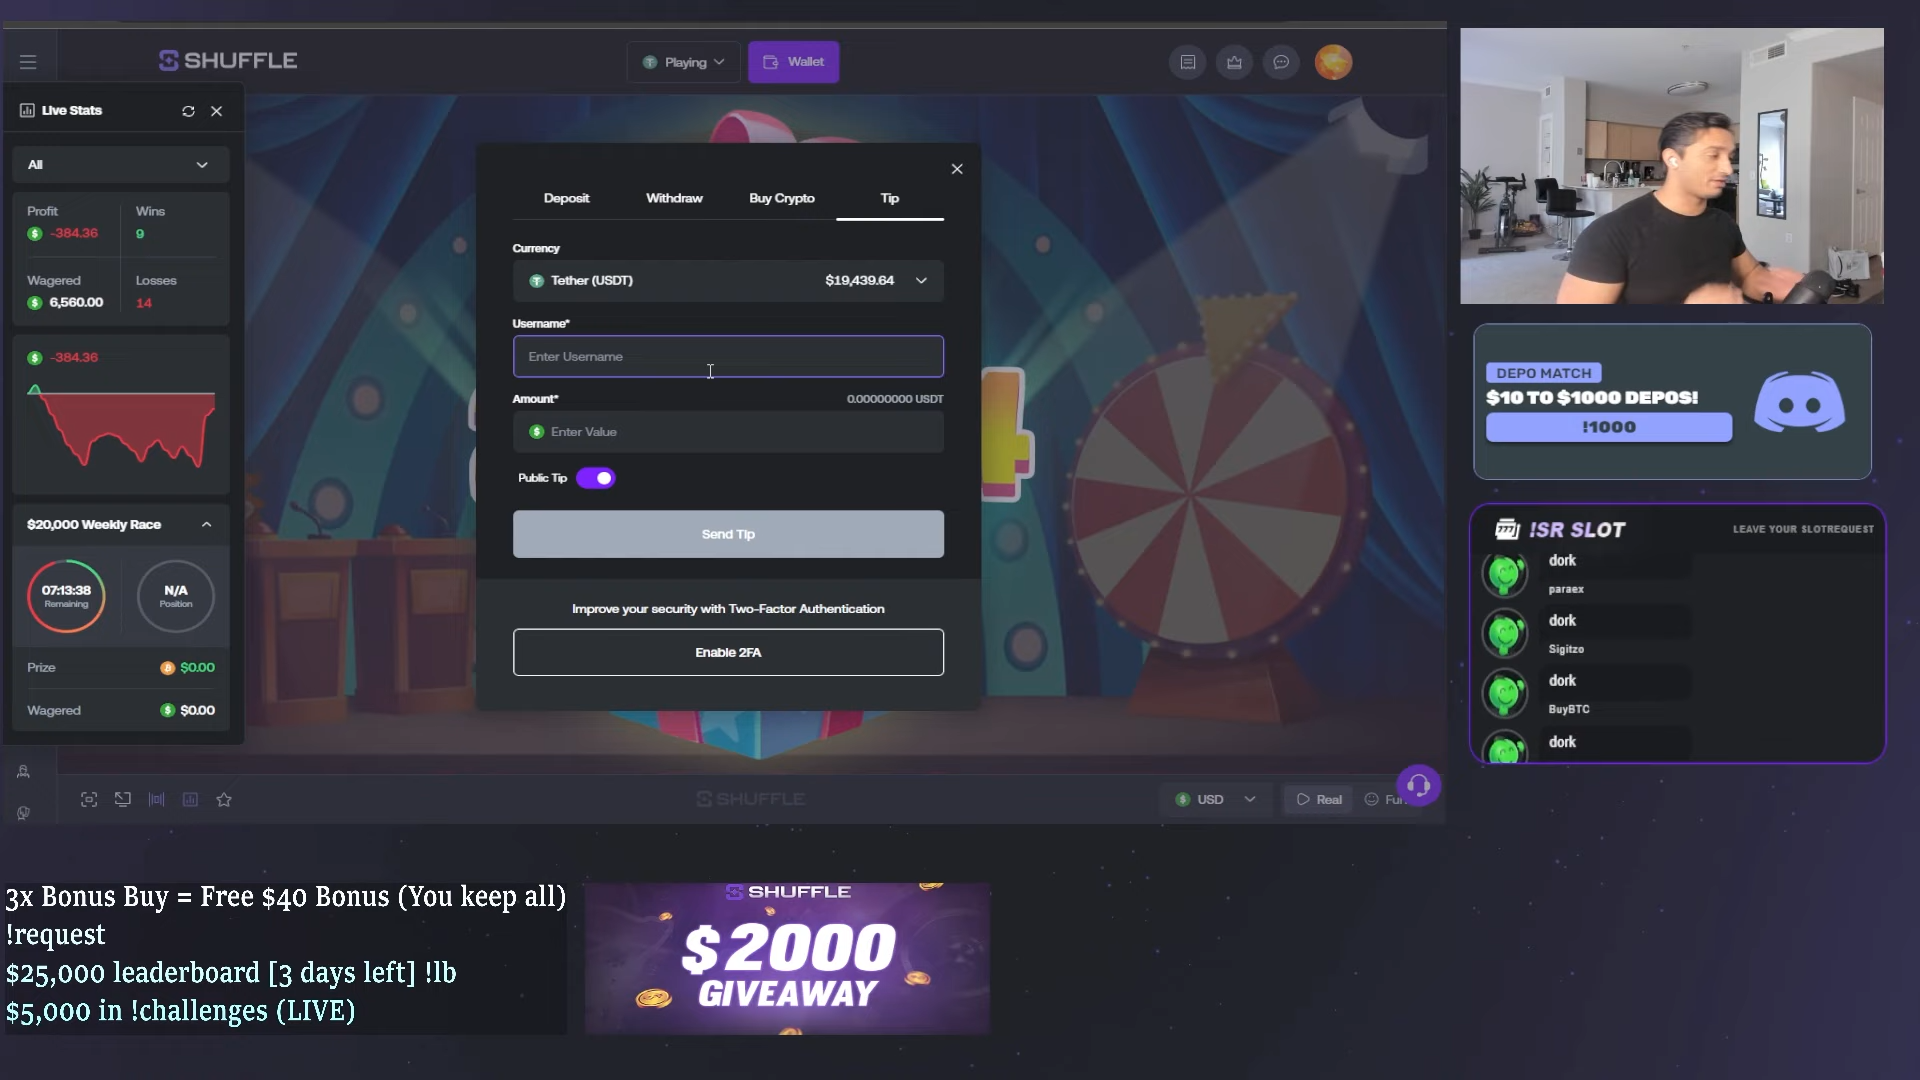 SHUFFLE
Playing
Wallet
Live Stats
All
Profit
-384.36
Wins
9
Wagered
6,560.00
Losses
14
-384.36
$20,000 Weekly Race
07:13:38
Remaining
N/A
Position
Prize
$0.00
Wagered
$0.00
Deposit
Withdraw
Buy Crypto
Tip
Currency
Tether (USDT)
$19,439.64
Username*
Enter Username
Amount*
0.00000000 USDT
Enter Value
Public Tip
Send Tip
Improve your security with Two-Factor Authentication
Enable 2FA
SHUFFLE
USD
Real
DEPO MATCH
$10 TO $1000 DEPOS!
!1000
!SR SLOT
LEAVE YOUR SLOTREQUEST
dork
paraex
dork
Sigitzo
dork
BuyBTC
dork
3x Bonus Buy = Free $40 Bonus (You keep all)
!request
$25,000 leaderboard [3 days left] !lb
$5,000 in !challenges (LIVE)
SHUFFLE
$2000
GIVEAWAY